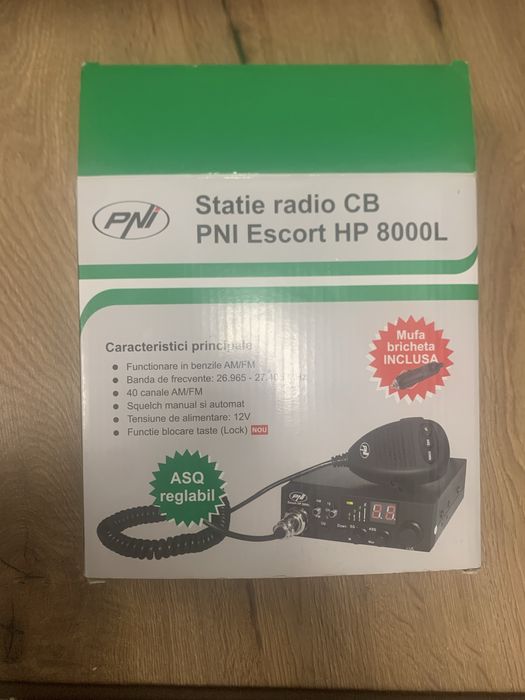 PNI
Statie radio CB
PNI Escort HP 8000L
Mufa
bricheta
INCLUSA
Caracteristici principale
Functionare in benzile AM/FM
Banda de frecvente: 26.965 - 27.405 MHz
40 canale AM/FM
Squelch manual si automat
Tensiune de alimentare: 12V
Functie blocare taste (Lock) NOU
ASQ
reglabil
PNI
PNI